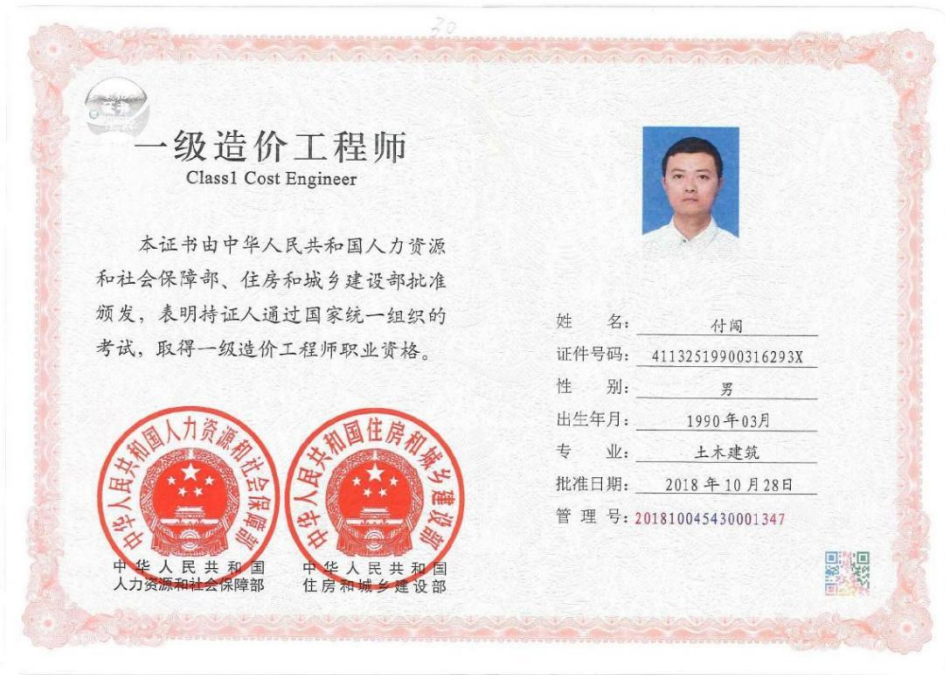 30
一级造价工程师
Class1 Cost Engineer
本证书由中华人民共和国人力资源
和社会保障部、住房和城乡建设部批准
颁发，表明持证人通过国家统一组织的
考试，取得一级造价工程师职业资格。
中华人民共和国人力资源和社会保障部
中华人民共和国住房和城乡建设部
中华人民共和国
人力资源和社会保障部
中华人民共和国
住房和城乡建设部
姓 名： 付闯
证件号码： 41132519900316293X
性 别： 男
出生年月： 1990年03月
专 业： 土木建筑
批准日期： 2018年10月28日
管 理 号：201810045430001347